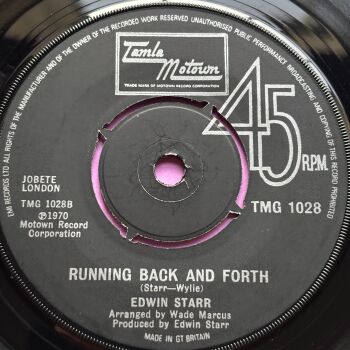 EMI RECORDS LTD ALL RIGHTS OF THE MANUFACTURER AND OF THE OWNER OF THE RECORDED WORK RESERVED UNAUTHORISED PUBLIC PERFORMANCE BROADCASTING AND COPYING OF THIS RECORD PROHIBITED
Tamla
Motown
TRADE MARK OF MOTOWN RECORD CORPORATION
45
R.P.M.
JOBETE
LONDON
TMG 1028B
℗1970
Motown Record
Corporation
TMG 1028
RUNNING BACK AND FORTH
(Starr—Wylie)
EDWIN STARR
Arranged by Wade Marcus
Produced by Edwin Starr
MADE IN GT BRITAIN